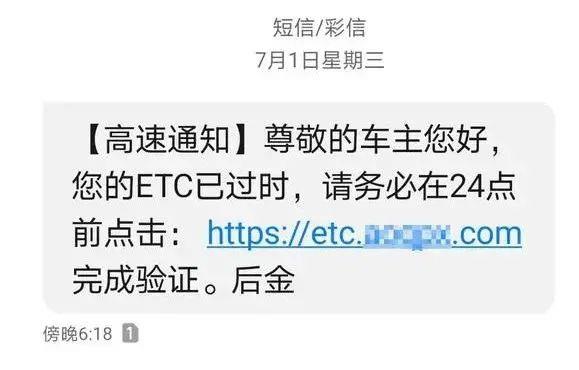 短信/彩信
7月1日星期三
【高速通知】尊敬的车主您好，
您的ETC已过时，请务必在24点
前点击：https://etc. .com
完成验证。后金
傍晚6:18 1